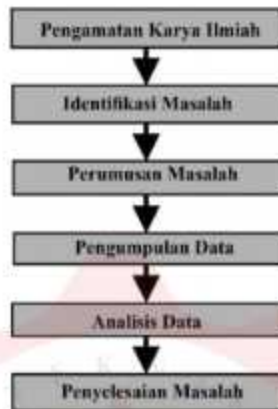 Pengamatan Karya Ilmiah
Identifikasi Masalah
Perumusan Masalah
Pengumpulan Data
Analisis Data
Penyelesaian Masalah